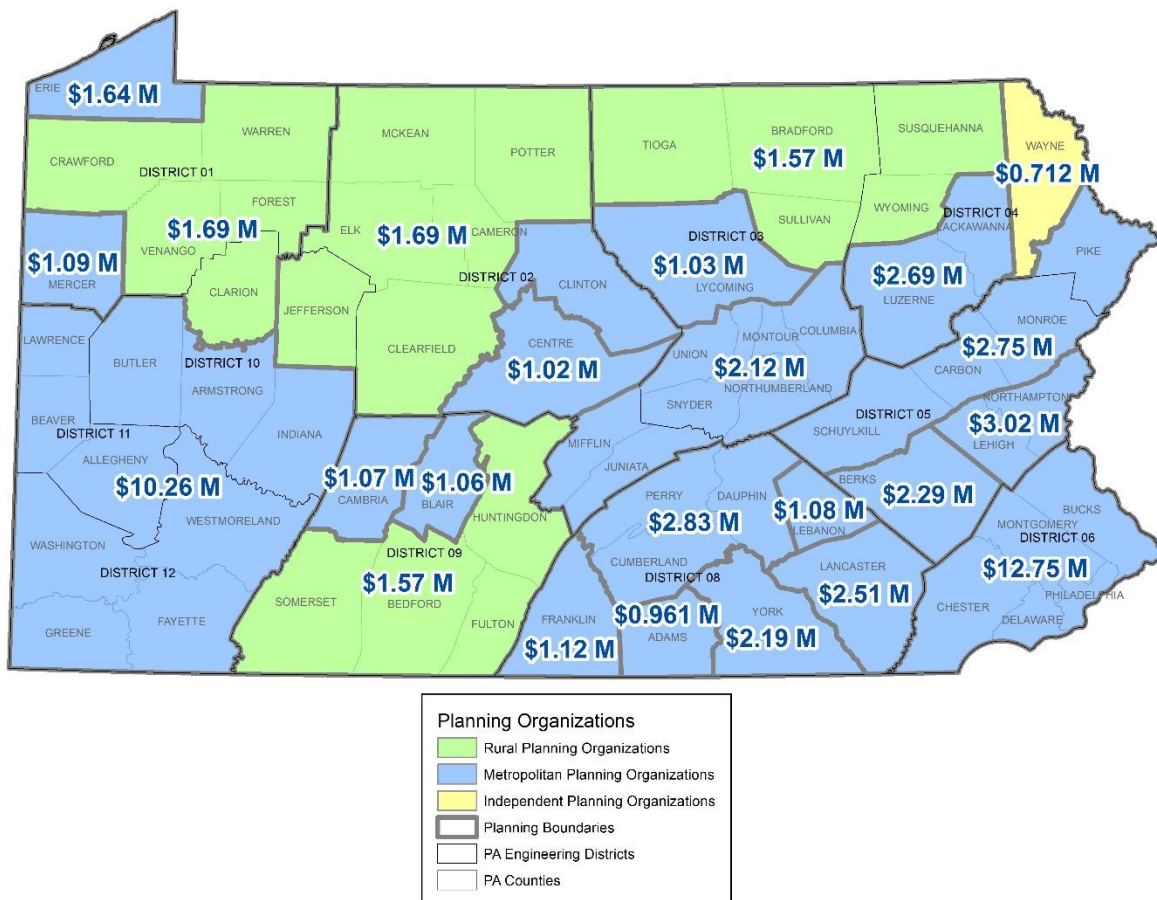 ERIE
$1.64 M
WARREN
MCKEAN
POTTER
TIOGA
BRADFORD
$1.57 M
SUSQUEHANNA
WAYNE
$0.712 M
CRAWFORD
DISTRICT 01
FOREST
VENANGO
$1.69 M
ELK
$1.69 M
CAMERON
SULLIVAN
WYOMING
DISTRICT 04
LACKAWANNA
PIKE
$1.09 M
MERCER
CLARION
JEFFERSON
DISTRICT 02
CLINTON
DISTRICT 03
$1.03 M
LYCOMING
$2.69 M
LUZERNE
MONROE
$2.75 M
CARBON
LAWRENCE
BUTLER
DISTRICT 10
ARMSTRONG
CLEARFIELD
CENTRE
$1.02 M
UNION
MONTOUR
COLUMBIA
$2.12 M
NORTHUMBERLAND
SNYDER
NORTHAMPTON
$3.02 M
LEHIGH
BEAVER
DISTRICT 11
ALLEGHENY
INDIANA
$10.26 M
MIFFLIN
JUNIATA
DISTRICT 05
SCHUYLKILL
$1.07 M
CAMBRIA
$1.06 M
BLAIR
HUNTINGDON
PERRY
DAUPHIN
$2.83 M
$1.08 M
LEBANON
BERKS
$2.29 M
BUCKS
MONTGOMERY
DISTRICT 06
$12.75 M
PHILADELPHIA
WESTMORELAND
WASHINGTON
DISTRICT 12
DISTRICT 09
$1.57 M
BEDFORD
SOMERSET
CUMBERLAND
DISTRICT 08
LANCASTER
$2.51 M
CHESTER
DELAWARE
GREENE
FAYETTE
FULTON
FRANKLIN
$1.12 M
$0.961 M
ADAMS
YORK
$2.19 M
Planning Organizations
Rural Planning Organizations
Metropolitan Planning Organizations
Independent Planning Organizations
Planning Boundaries
PA Engineering Districts
PA Counties